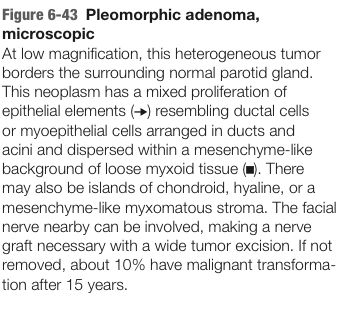 Figure 6-43 Pleomorphic adenoma,
microscopic
At low magnification, this heterogeneous tumor
borders the surrounding normal parotid gland.
This neoplasm has a mixed proliferation of
epithelial elements (➔) resembling ductal cells
or myoepithelial cells arranged in ducts and
acini and dispersed within a mesenchyme-like
background of loose myxoid tissue (■). There
may also be islands of chondroid, hyaline, or a
mesenchyme-like myxomatous stroma. The facial
nerve nearby can be involved, making a nerve
graft necessary with a wide tumor excision. If not
removed, about 10% have malignant transforma-
tion after 15 years.